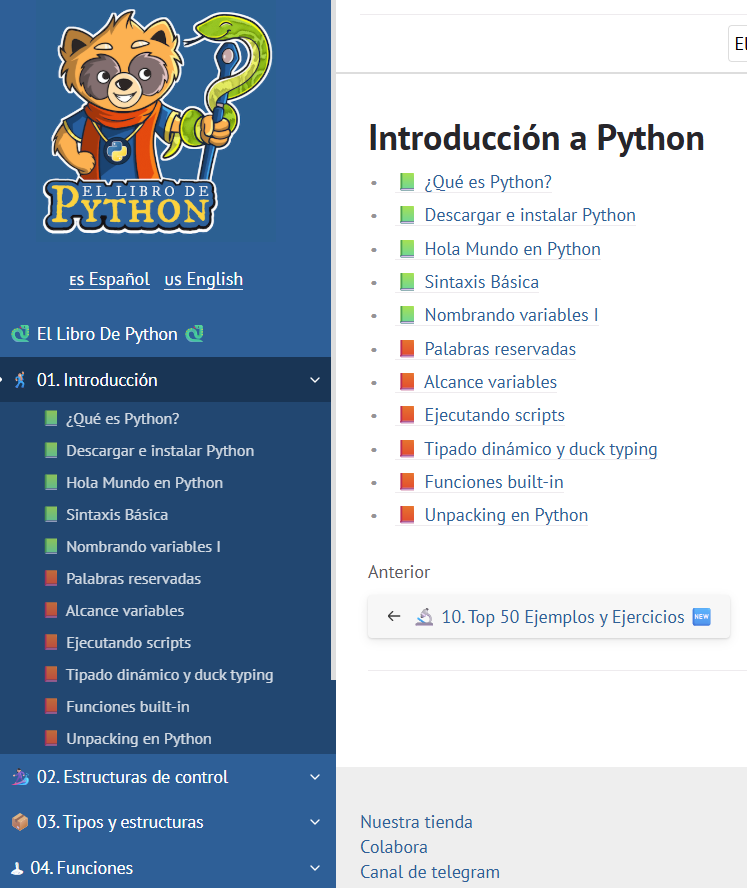 EL LIBRO DE
PYTHON
ES Español US English
El Libro De Python
01. Introducción
¿Qué es Python?
Descargar e instalar Python
Hola Mundo en Python
Sintaxis Básica
Nombrando variables I
Palabras reservadas
Alcance variables
Ejecutando scripts
Tipado dinámico y duck typing
Funciones built-in
Unpacking en Python
02. Estructuras de control
03. Tipos y estructuras
04. Funciones
El
Introducción a Python
¿Qué es Python?
Descargar e instalar Python
Hola Mundo en Python
Sintaxis Básica
Nombrando variables I
Palabras reservadas
Alcance variables
Ejecutando scripts
Tipado dinámico y duck typing
Funciones built-in
Unpacking en Python
Anterior
← 10. Top 50 Ejemplos y Ejercicios NEW
Nuestra tienda
Colabora
Canal de telegram